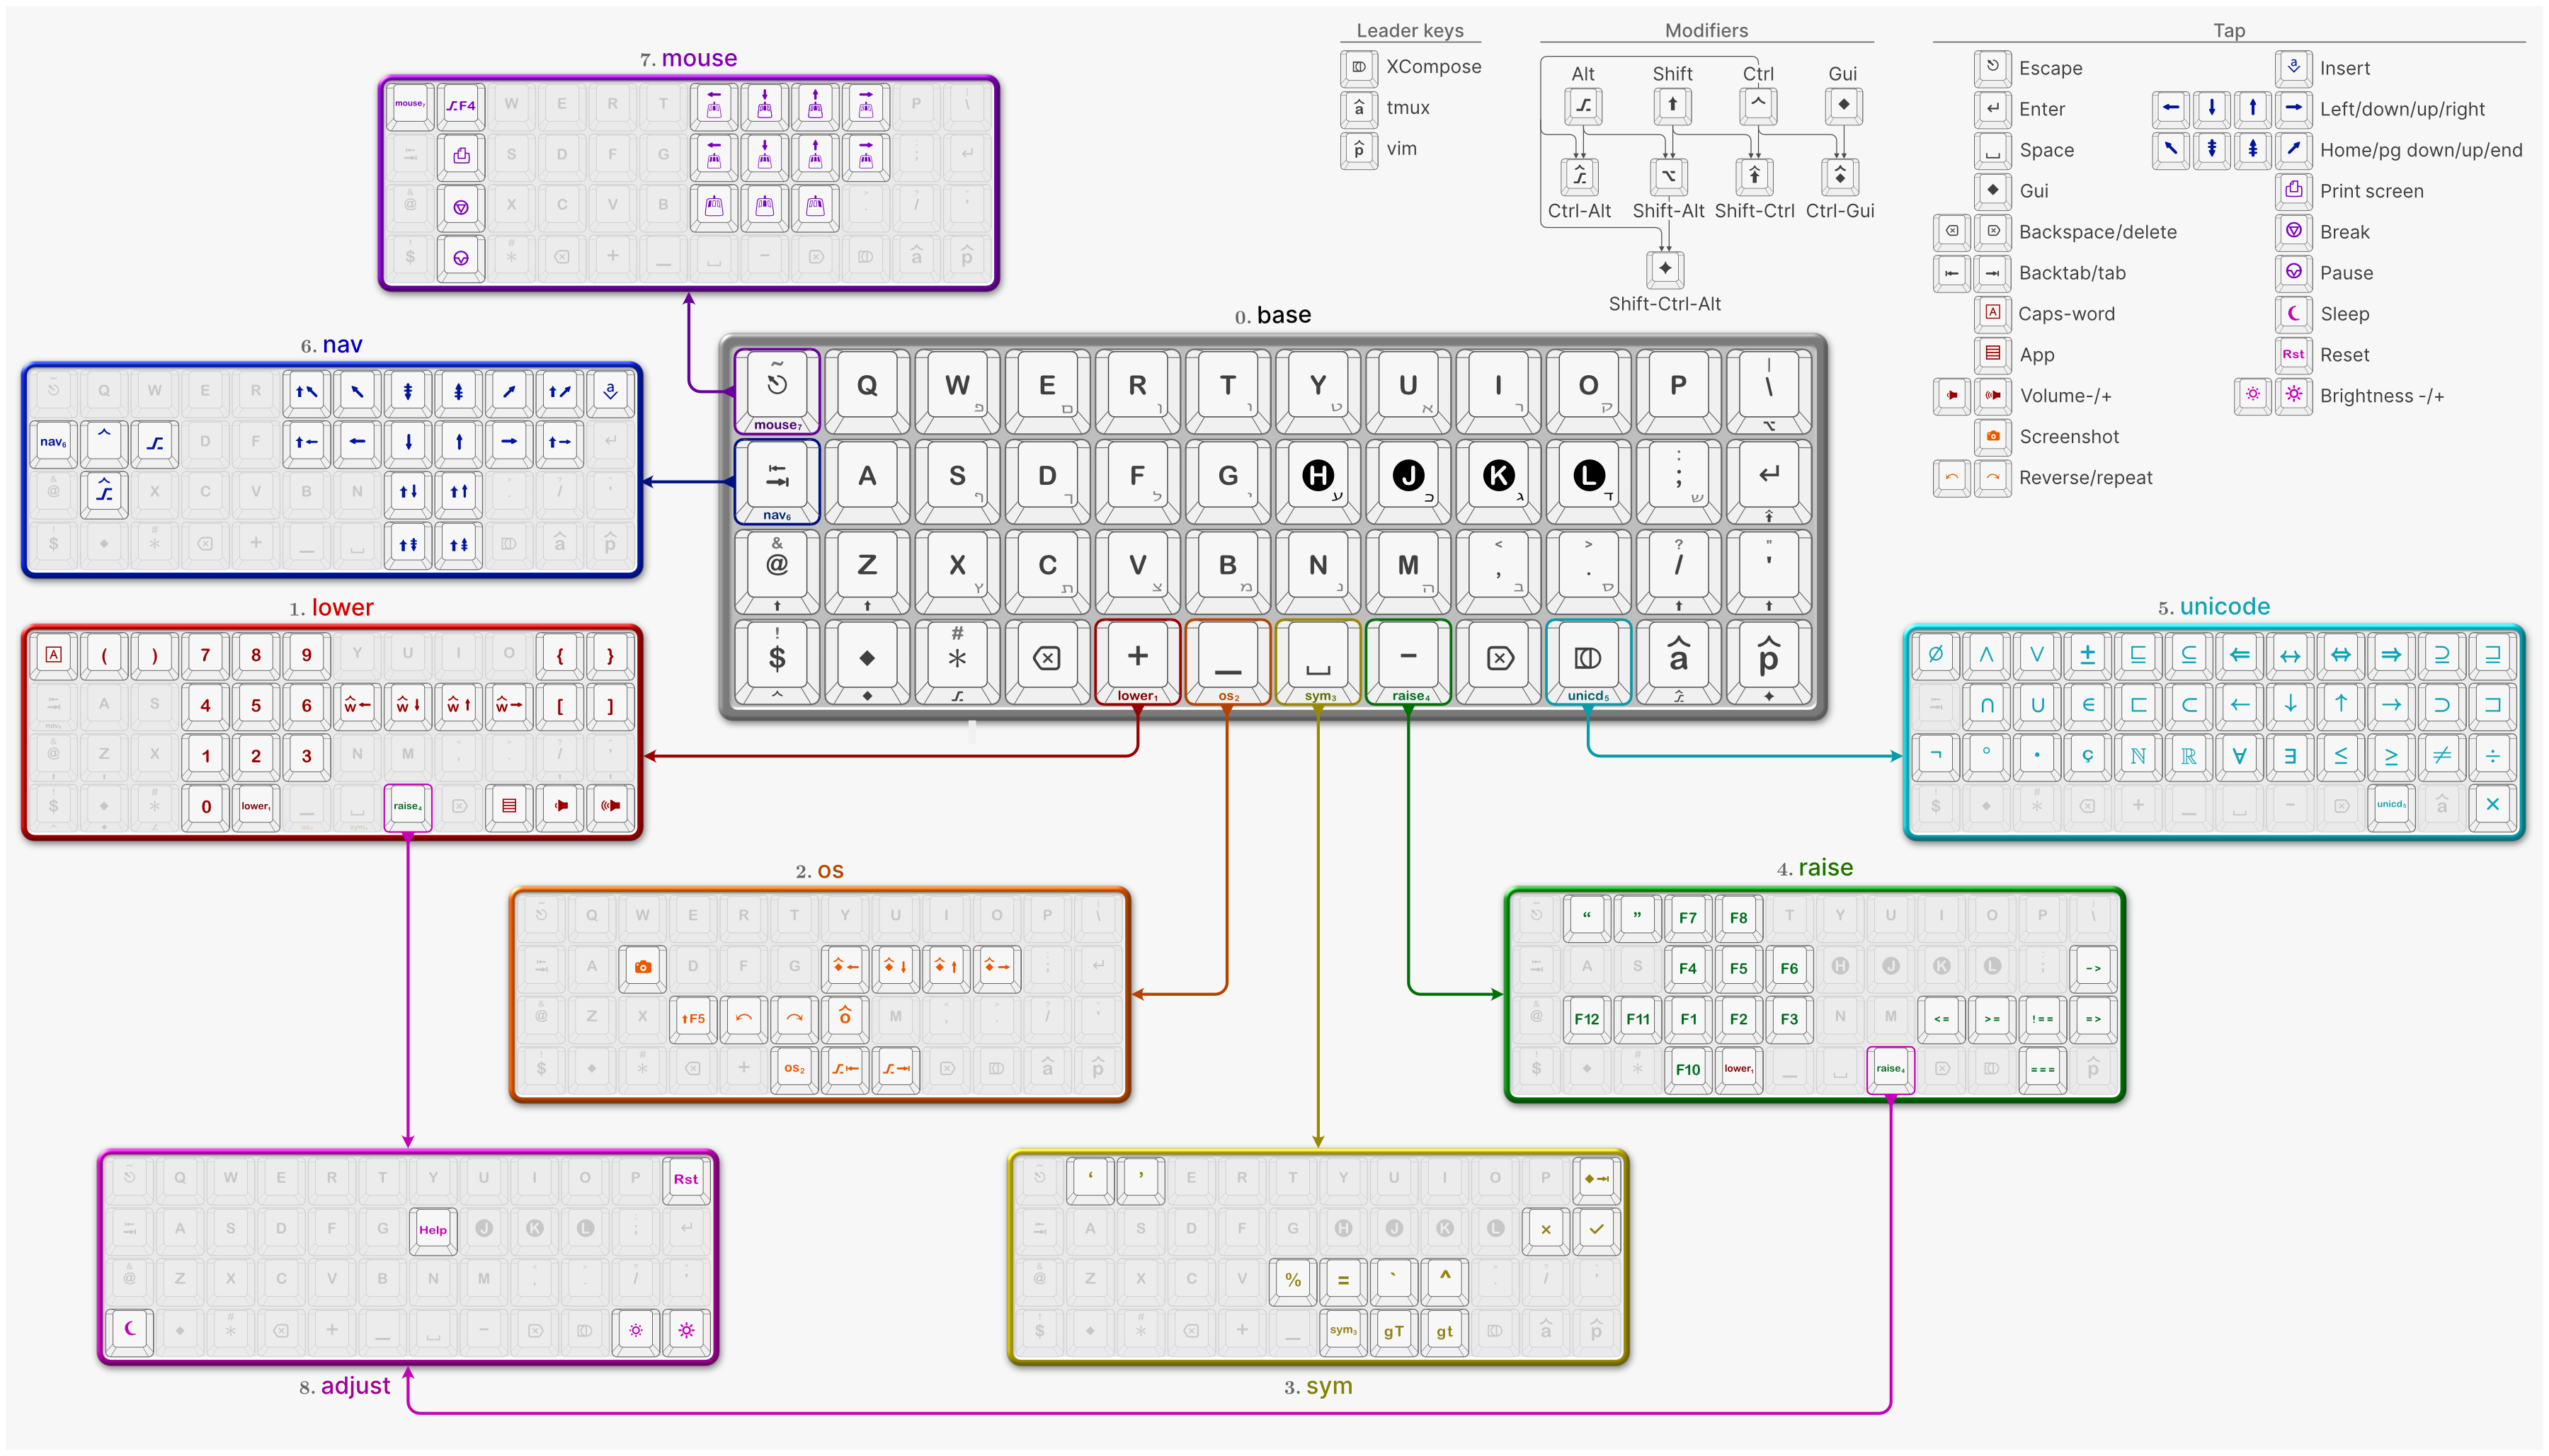 7. mouse
mouse₇ F4 W E R T P \
S D F G ; ↵
& @ X C V B > . ? / " '
! $ # * + _ - â p̂
Leader keys
XCompose
â tmux
p̂ vim
Modifiers
Alt Shift Ctrl Gui
Ctrl-Alt Shift-Alt Shift-Ctrl Ctrl-Gui
Shift-Ctrl-Alt
Tap
Escape
Enter
Space
Gui
Backspace/delete
Backtab/tab
A Caps-word
App
Volume-/+
Screenshot
Reverse/repeat
a Insert
Left/down/up/right
Home/pg down/up/end
Print screen
Break
Pause
Sleep
Rst Reset
Brightness -/+
0. base
~ mouse₇ Q W פ E ם R ן T ו Y ט U א I ר O ק P | \ ⌥
nav₆ A S ף D ך F ל G י H ע J כ K ג L ד : ; ש ↵
& @ Z X ץ C ת V צ B מ N נ M ה < , ב > . ס ? / " '
! $ ◆ # * + lower₁ _ os₂ sym₃ - raise₄ unicd₅ â p̂
6. nav
Q W E R a
nav₆ D F ↑← ← ↓ ↑ → ↑→ ↵
& @ X C V B N ↑↓ ↑↑ . / '
! $ ◆ # * + _ â p̂
1. lower
A ( ) 7 8 9 Y U I O { }
nav₆ A S 4 5 6 ŵ← ŵ↓ ŵ↑ ŵ→ [ ]
& @ Z X 1 2 3 N M , . / '
! $ ◆ # * 0 lower₁ _ os₂ sym₃ raise₄
5. unicode
∅ ∧ ∨ ± ⊑ ⊆ ⇐ ↔ ⇔ ⇒ ⊇ ⊒
∩ ∪ ∈ ⊏ ⊂ ← ↓ ↑ → ⊃ ⊐
¬ ° · ç ℕ ℝ ∀ ∃ ≤ ≥ ≠ ÷
! $ ◆ # * + _ - unicd₅ â ×
2. os
Q W E R T Y U I O P | \
A D F G ◆← ◆↓ ◆↑ ◆→ ; ↵
& @ Z X ↑F5 ô M , . ? / '
! $ ◆ # * + os₂ â p̂
4. raise
“ ” F7 F8 T Y U I O P | \
A S F4 F5 F6 H J K L ; ->
& @ F12 F11 F1 F2 F3 N M <= >= !== =>
! $ ◆ # * F10 lower₁ _ raise₄ === p̂
8. adjust
Q W E R T Y U I O P Rst
A S D F G Help J K L ; ↵
& @ Z X C V B N M , . ? / '
◆ # * + _ -
3. sym
‘ ’ E R T Y U I O P ◆
A S D F G H J K L × ✓
& @ Z X C V % = ` ^ . ? / '
! $ ◆ # * + _ sym₃ gT gt â p̂